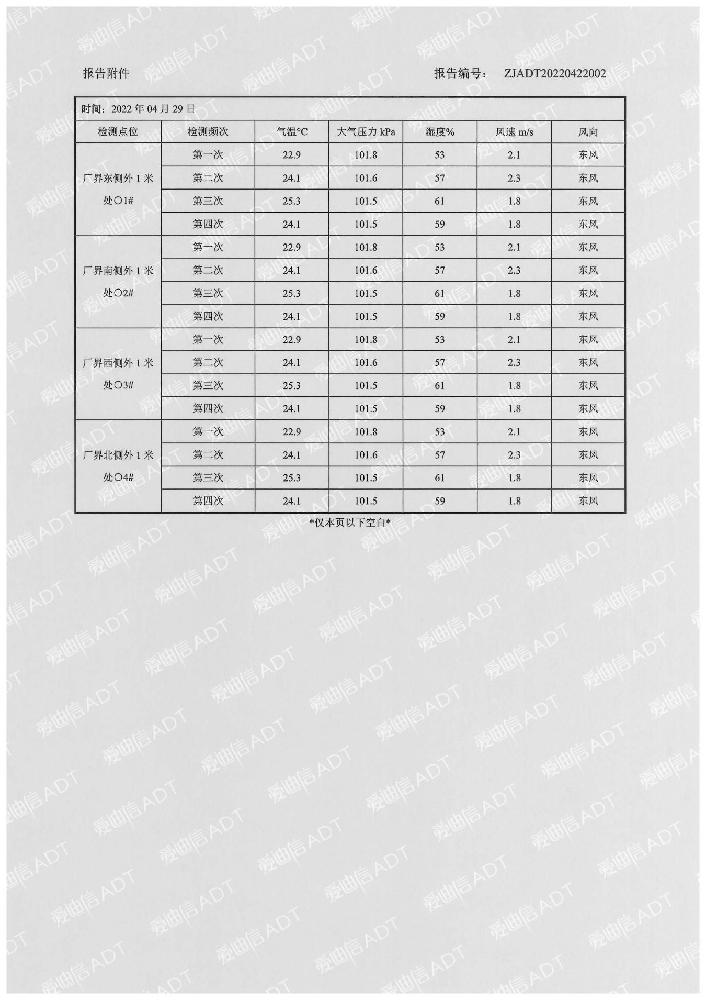 报告附件 报告编号： ZJADT20220422002
时间：2022 年 04 月 29 日
检测点位 检测频次 气温°C 大气压力 kPa 湿度% 风速 m/s 风向
厂界东侧外 1 米
处〇1#
第一次 22.9 101.8 53 2.1 东风
第二次 24.1 101.6 57 2.3 东风
第三次 25.3 101.5 61 1.8 东风
第四次 24.1 101.5 59 1.8 东风
厂界南侧外 1 米
处〇2#
第一次 22.9 101.8 53 2.1 东风
第二次 24.1 101.6 57 2.3 东风
第三次 25.3 101.5 61 1.8 东风
第四次 24.1 101.5 59 1.8 东风
厂界西侧外 1 米
处〇3#
第一次 22.9 101.8 53 2.1 东风
第二次 24.1 101.6 57 2.3 东风
第三次 25.3 101.5 61 1.8 东风
第四次 24.1 101.5 59 1.8 东风
厂界北侧外 1 米
处〇4#
第一次 22.9 101.8 53 2.1 东风
第二次 24.1 101.6 57 2.3 东风
第三次 25.3 101.5 61 1.8 东风
第四次 24.1 101.5 59 1.8 东风
*仅本页以下空白*
爱迪信ADT